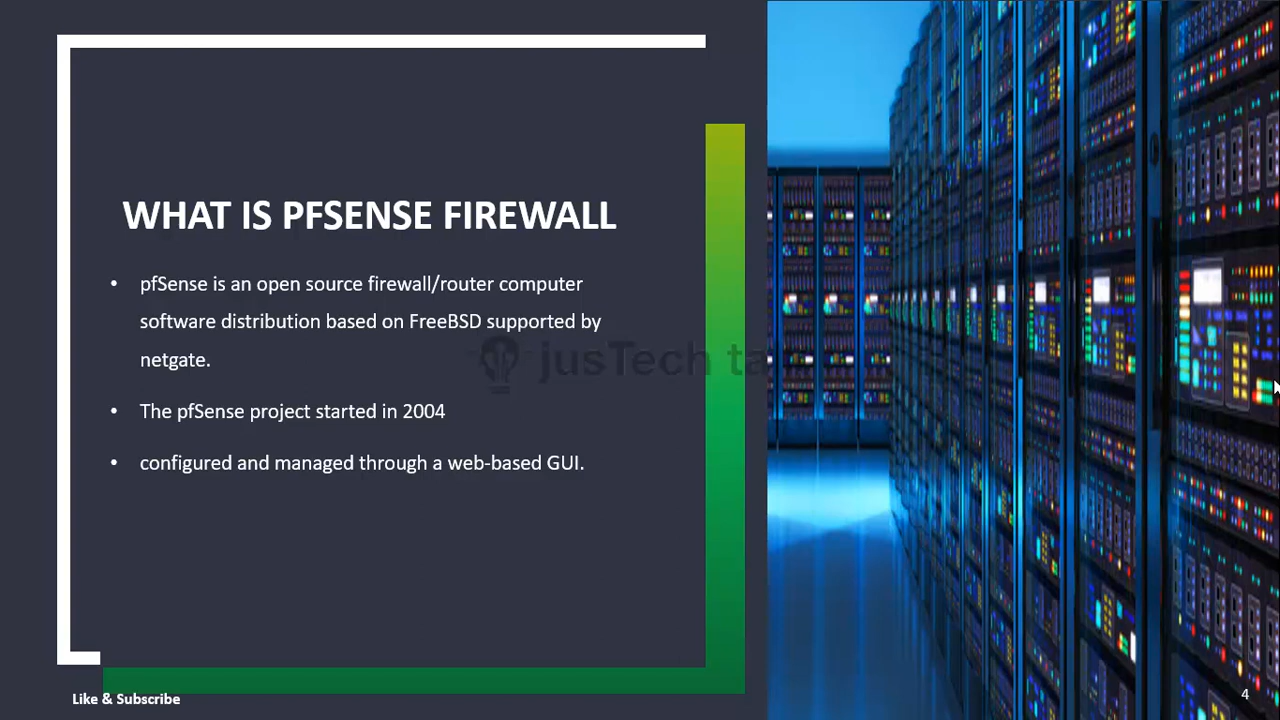 WHAT IS PFSENSE FIREWALL
• pfSense is an open source firewall/router computer
software distribution based on FreeBSD supported by
netgate.
• The pfSense project started in 2004
• configured and managed through a web-based GUI.
jusTech
Like & Subscribe
4